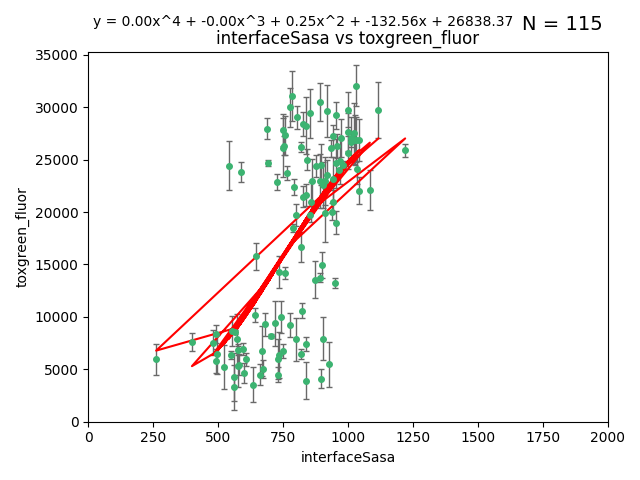 y = 0.00x^4 + -0.00x^3 + 0.25x^2 + -132.56x + 26838.37 N = 115
interfaceSasa vs toxgreen_fluor
35000
30000
25000
20000
15000
10000
5000
0
toxgreen_fluor
0 250 500 750 1000 1250 1500 1750 2000
interfaceSasa